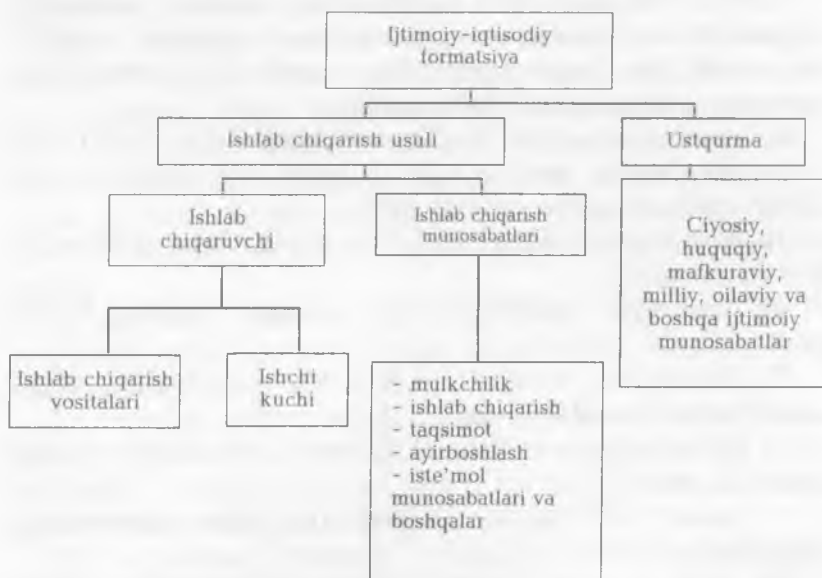 Ijtimoiy-iqtisodiy
formatsiya
Ishlab chiqarish usuli
Ustqurma
Ishlab
chiqaruvchi
Ishlab chiqarish
munosabatlari
Ciyosiy,
huquqiy,
mafkuraviy,
milliy, oilaviy va
boshqa ijtimoiy
munosabatlar
Ishlab chiqarish
vositalari
Ishchi
kuchi
- mulkchilik
- ishlab chiqarish
- taqsimot
- ayirboshlash
- iste'mol
munosabatlari va
boshqalar